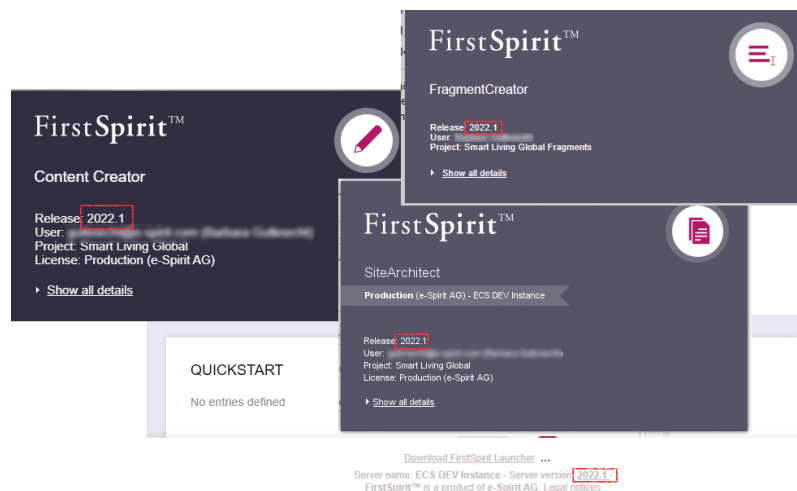 FirstSpirit™
FragmentCreator
Release: 2022.1
User:
Project: Smart Living Global Fragments
Show all details
FirstSpirit™
Content Creator
Release: 2022.1
User:
Project: Smart Living Global
License: Production (e-Spirit AG)
Show all details
FirstSpirit™
SiteArchitect
Production (e-Spirit AG) - ECS DEV Instance
Release: 2022.1
User:
Project: Smart Living Global
License: Production (e-Spirit AG)
Show all details
QUICKSTART
No entries defined
Download FirstSpirit Launcher ...
Server name: ECS DEV Instance - Server version: 2022.1 -
FirstSpirit™ is a product of e-Spirit AG. Legal notices